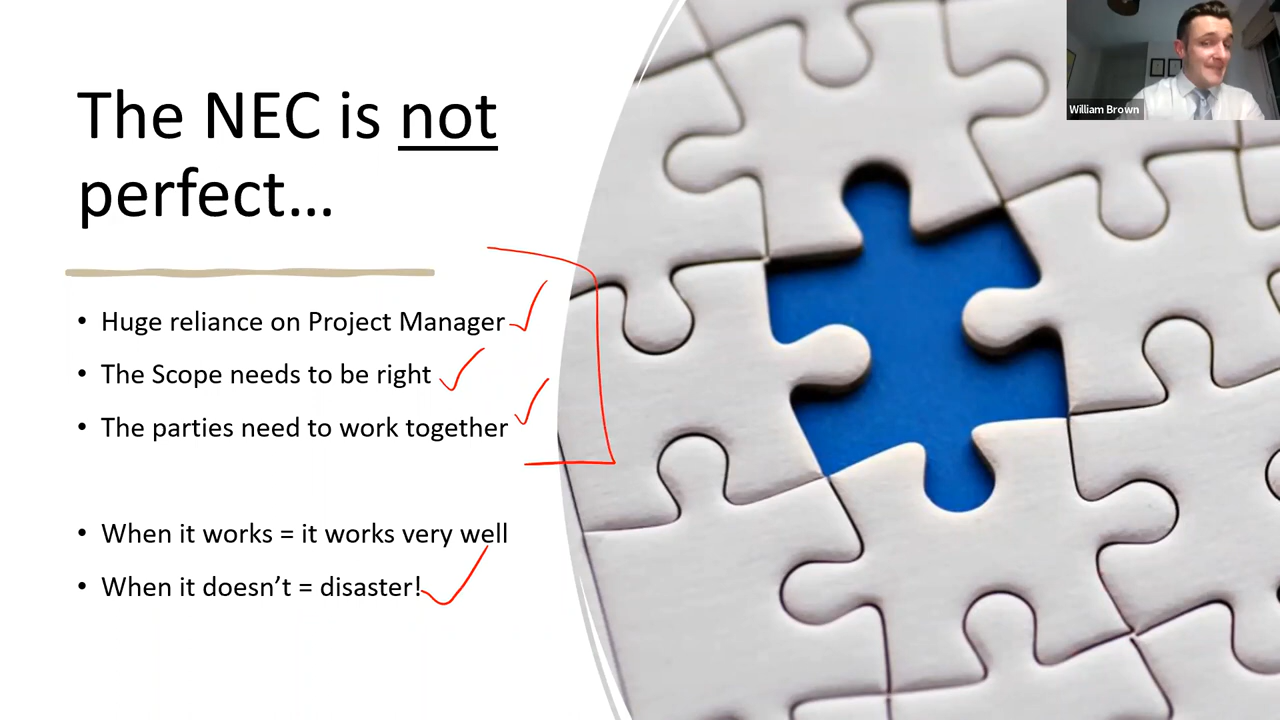 The NEC is not
perfect...
• Huge reliance on Project Manager
• The Scope needs to be right
• The parties need to work together
• When it works = it works very well
• When it doesn’t = disaster!
William Brown